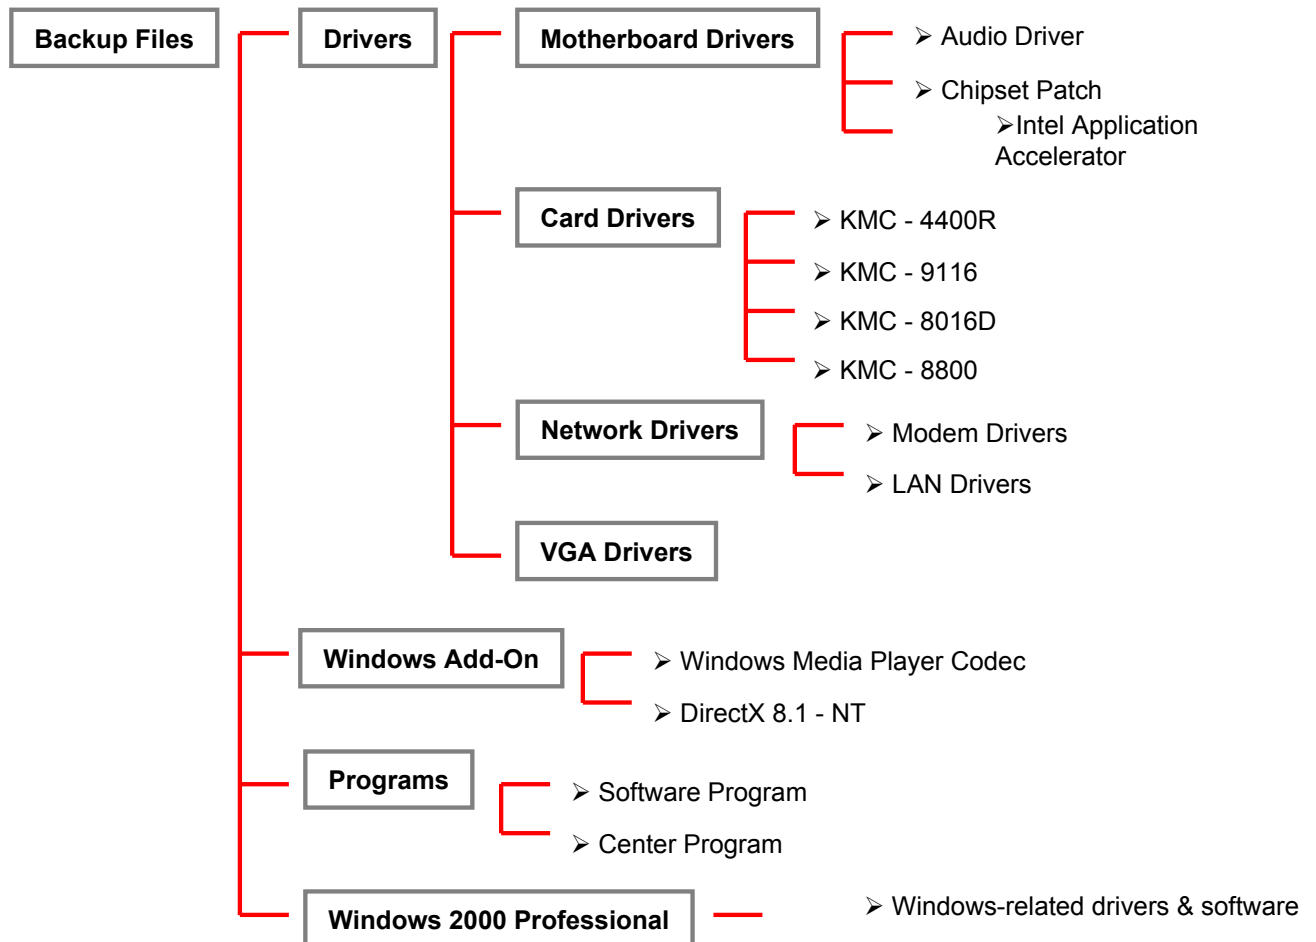 Backup Files
Drivers
Motherboard Drivers
➢ Audio Driver
➢ Chipset Patch
➢Intel Application
Accelerator
Card Drivers
➢ KMC - 4400R
➢ KMC - 9116
➢ KMC - 8016D
➢ KMC - 8800
Network Drivers
➢ Modem Drivers
➢ LAN Drivers
VGA Drivers
Windows Add-On
➢ Windows Media Player Codec
➢ DirectX 8.1 - NT
Programs
➢ Software Program
➢ Center Program
Windows 2000 Professional
➢ Windows-related drivers & software